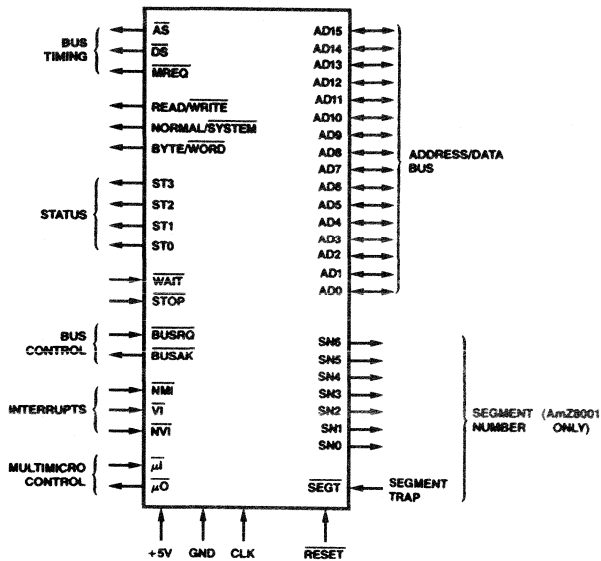 BUS
TIMING
AS
DS
MREQ
READ/WRITE
NORMAL/SYSTEM
BYTE/WORD
STATUS
ST3
ST2
ST1
ST0
WAIT
STOP
BUS
CONTROL
BUSRQ
BUSAK
INTERRUPTS
NMI
VI
NVI
MULTIMICRO
CONTROL
μI
μO
AD15
AD14
AD13
AD12
AD11
AD10
AD9
AD8
AD7
AD6
AD5
AD4
AD3
AD2
AD1
AD0
ADDRESS/DATA
BUS
SN6
SN5
SN4
SN3
SN2
SN1
SN0
SEGMENT (AmZ8001
NUMBER ONLY)
SEGT
SEGMENT
TRAP
+5V GND CLK RESET